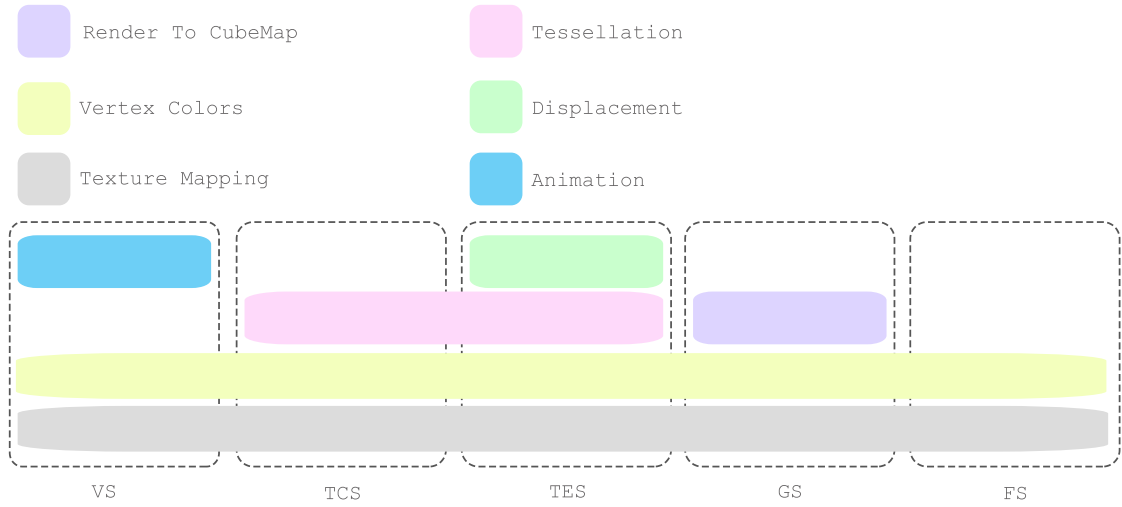 Render To CubeMap
Tessellation
Vertex Colors
Displacement
Texture Mapping
Animation
VS
TCS
TES
GS
FS